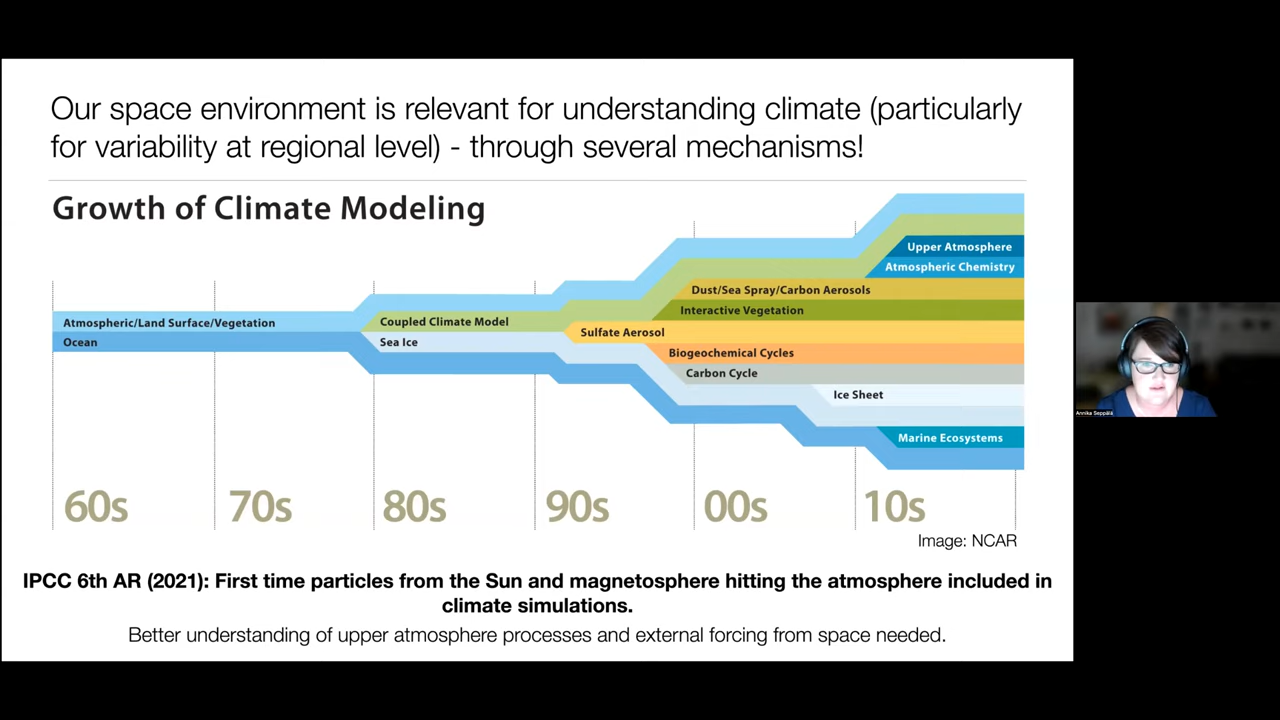 Our space environment is relevant for understanding climate (particularly
for variability at regional level) - through several mechanisms!
Growth of Climate Modeling
Upper Atmosphere
Atmospheric Chemistry
Dust/Sea Spray/Carbon Aerosols
Interactive Vegetation
Atmospheric/Land Surface/Vegetation
Coupled Climate Model
Sulfate Aerosol
Ocean
Sea Ice
Biogeochemical Cycles
Carbon Cycle
Ice Sheet
Marine Ecosystems
60s
70s
80s
90s
00s
10s
Image: NCAR
IPCC 6th AR (2021): First time particles from the Sun and magnetosphere hitting the atmosphere included in
climate simulations.
Better understanding of upper atmosphere processes and external forcing from space needed.
Annika Seppälä